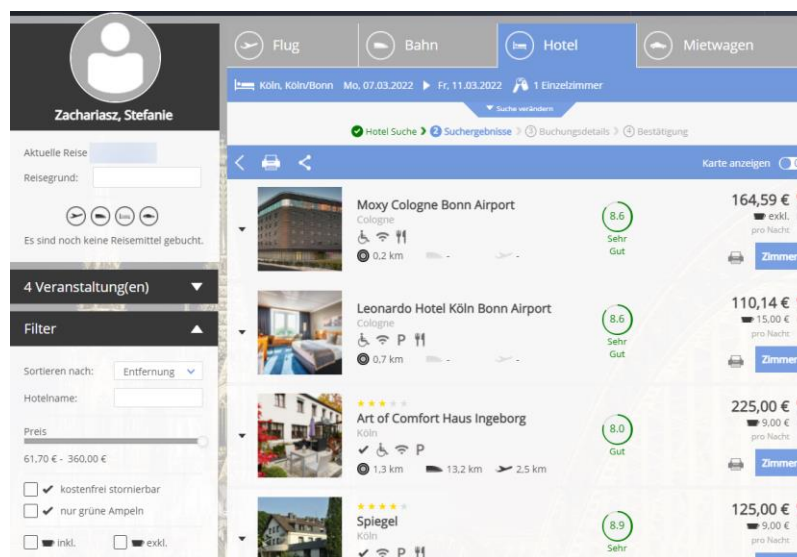 Flug
Bahn
Hotel
Mietwagen
Köln, Köln/Bonn Mo, 07.03.2022 Fr, 11.03.2022 1 Einzelzimmer
Suche verändern
Hotel Suche 2 Suchergebnisse 3 Buchungsdetails 4 Bestätigung
Karte anzeigen
Zachariasz, Stefanie
Aktuelle Reise
Reisegrund:
Es sind noch keine Reisemittel gebucht.
4 Veranstaltung(en)
Filter
Sortieren nach: Entfernung
Hotelname:
Preis
61,70 € - 360,00 €
kostenfrei stornierbar
nur grüne Ampeln
inkl. exkl.
Moxy Cologne Bonn Airport
Cologne
0,2 km - -
8.6
Sehr
Gut
164,59 €
exkl.
pro Nacht
Zimmer
Leonardo Hotel Köln Bonn Airport
Cologne
P
0,7 km - -
8.6
Sehr
Gut
110,14 €
15,00 €
pro Nacht
Zimmer
Art of Comfort Haus Ingeborg
Köln
P
1,3 km 13,2 km 2,5 km
8.0
Gut
225,00 €
9,00 €
pro Nacht
Zimmer
Spiegel
Köln
P
8.9
Sehr
125,00 €
9,00 €
pro Nacht